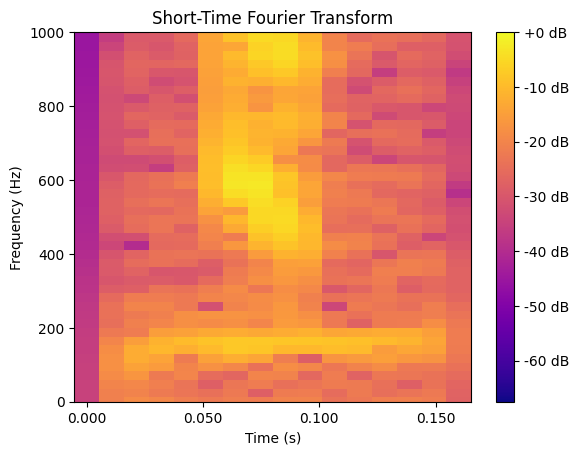 Short-Time Fourier Transform
1000
800
600
400
200
0
Frequency (Hz)
0.000
0.050
0.100
0.150
Time (s)
+0 dB
-10 dB
-20 dB
-30 dB
-40 dB
-50 dB
-60 dB